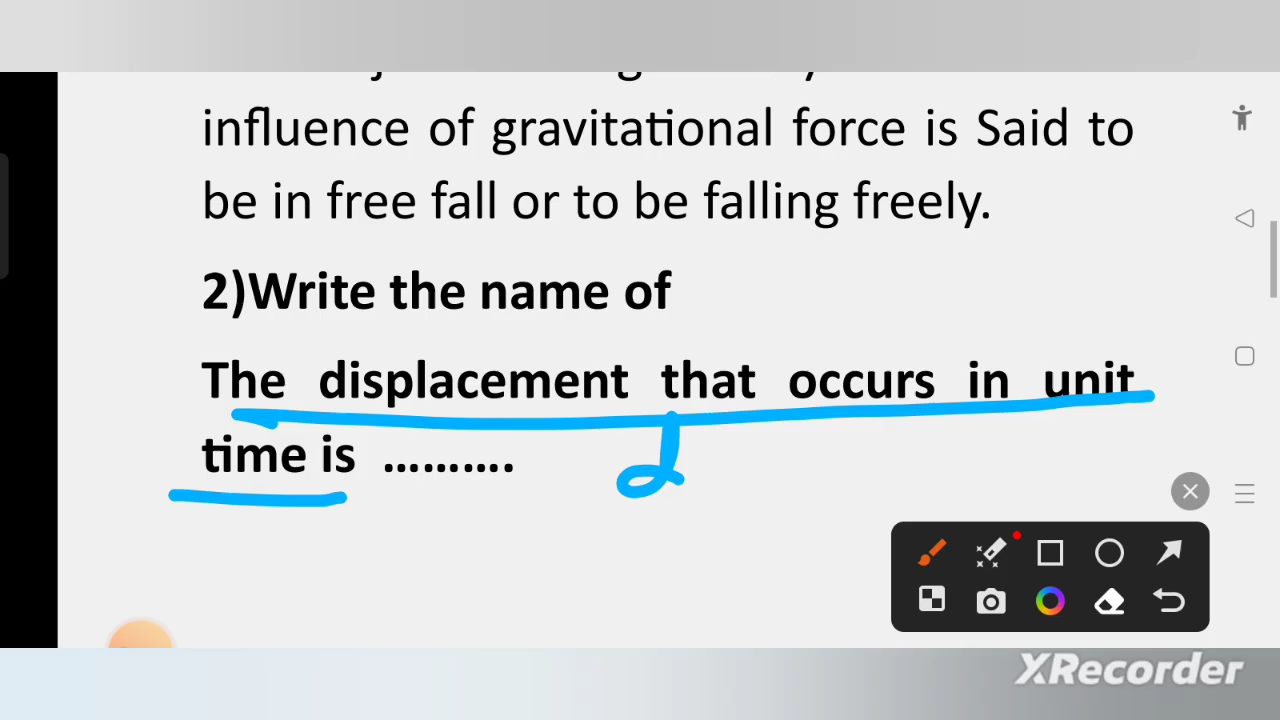 influence of gravitational force is Said to
be in free fall or to be falling freely.
2)Write the name of
The displacement that occurs in unit
time is ..........
d
XRecorder